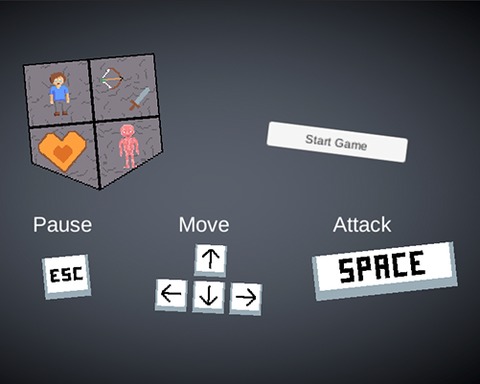 Start Game
Pause
Move
Attack
ESC
↑
← ↓ →
SPACE